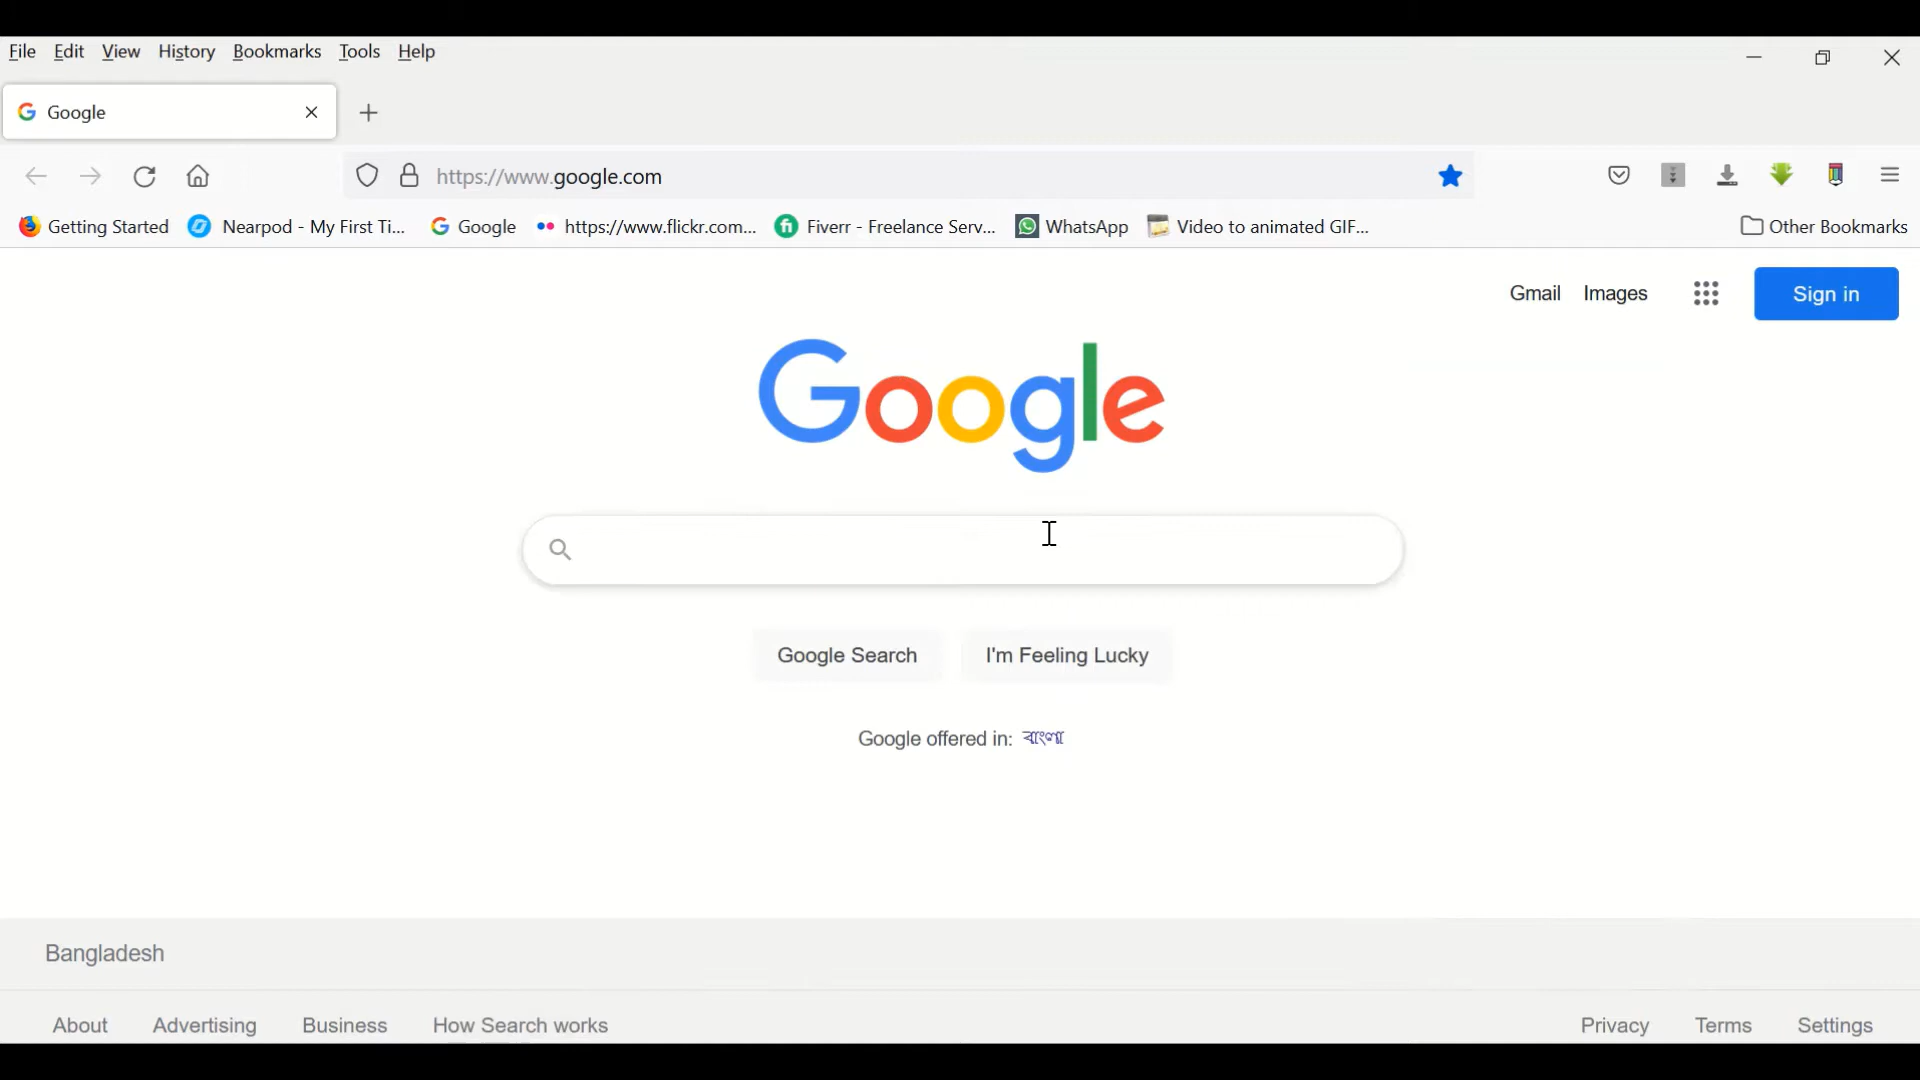 File Edit View History Bookmarks Tools Help
Google
https://www.google.com
Getting Started Nearpod - My First Ti... Google https://www.flickr.com... Fiverr - Freelance Serv... WhatsApp Video to animated GIF... Other Bookmarks
Gmail Images Sign in
Google
Google Search I'm Feeling Lucky
Google offered in: বাংলা
Bangladesh
About Advertising Business How Search works Privacy Terms Settings